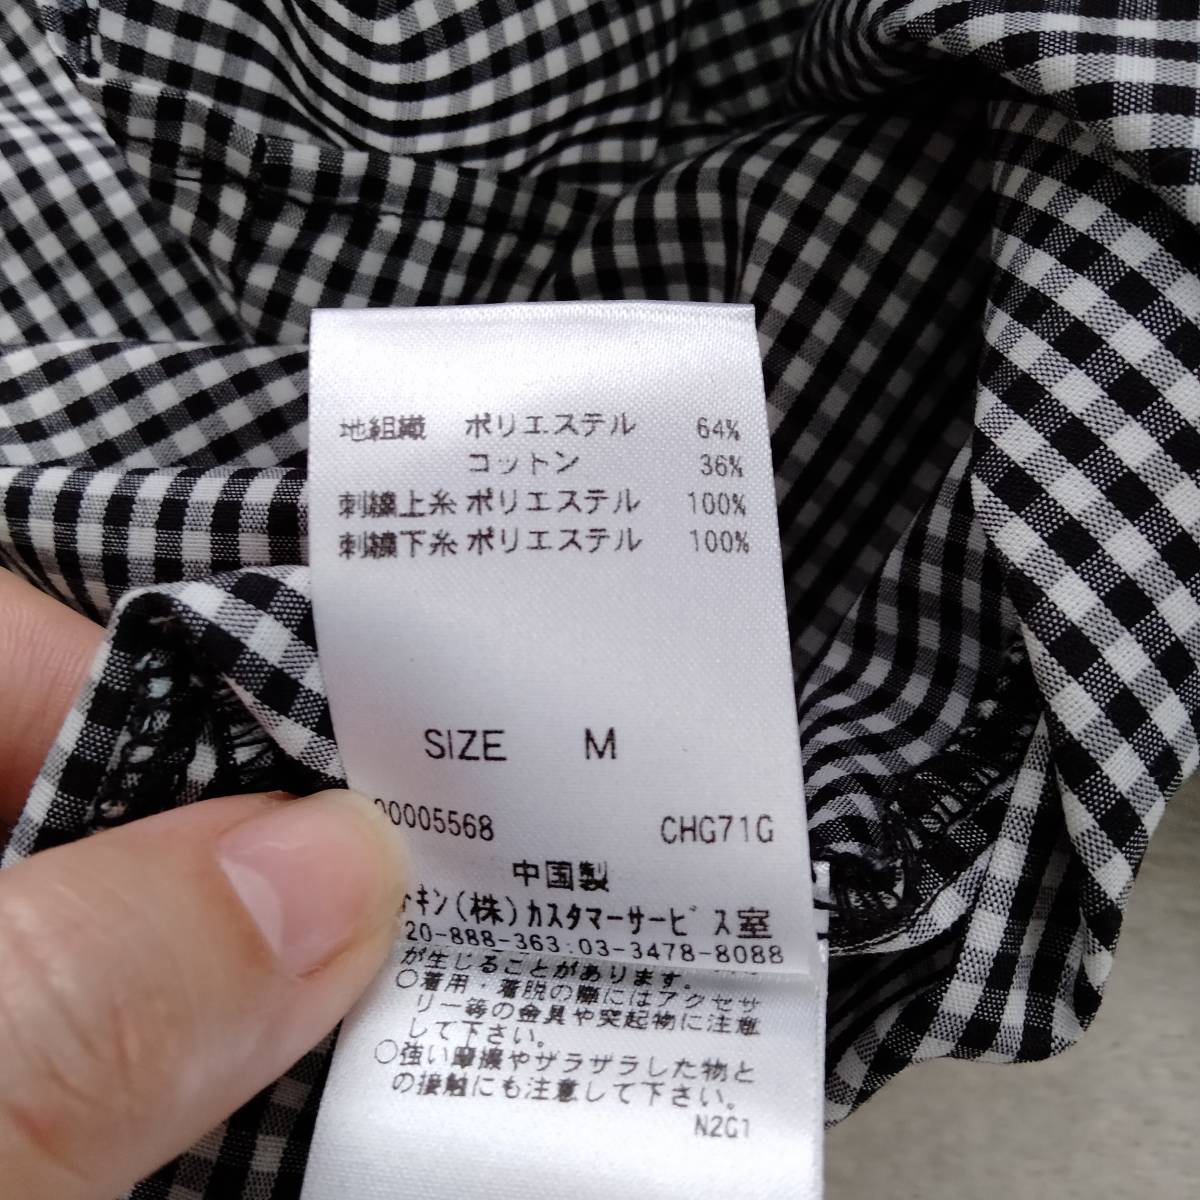 地組織 ポリエステル 64%
コットン 36%
刺繍上糸 ポリエステル 100%
刺繍下糸 ポリエステル 100%
SIZE M
0005568 CHG71G
中国製
キン(株)カスタマーサービス室
20-888-363:03-3478-8088
が生じることがあります。
○着用・着脱の際にはアクセサ
リー等の金具や突起物に注意
して下さい。
○強い摩擦やザラザラした物と
の接触にも注意して下さい。
N2G1